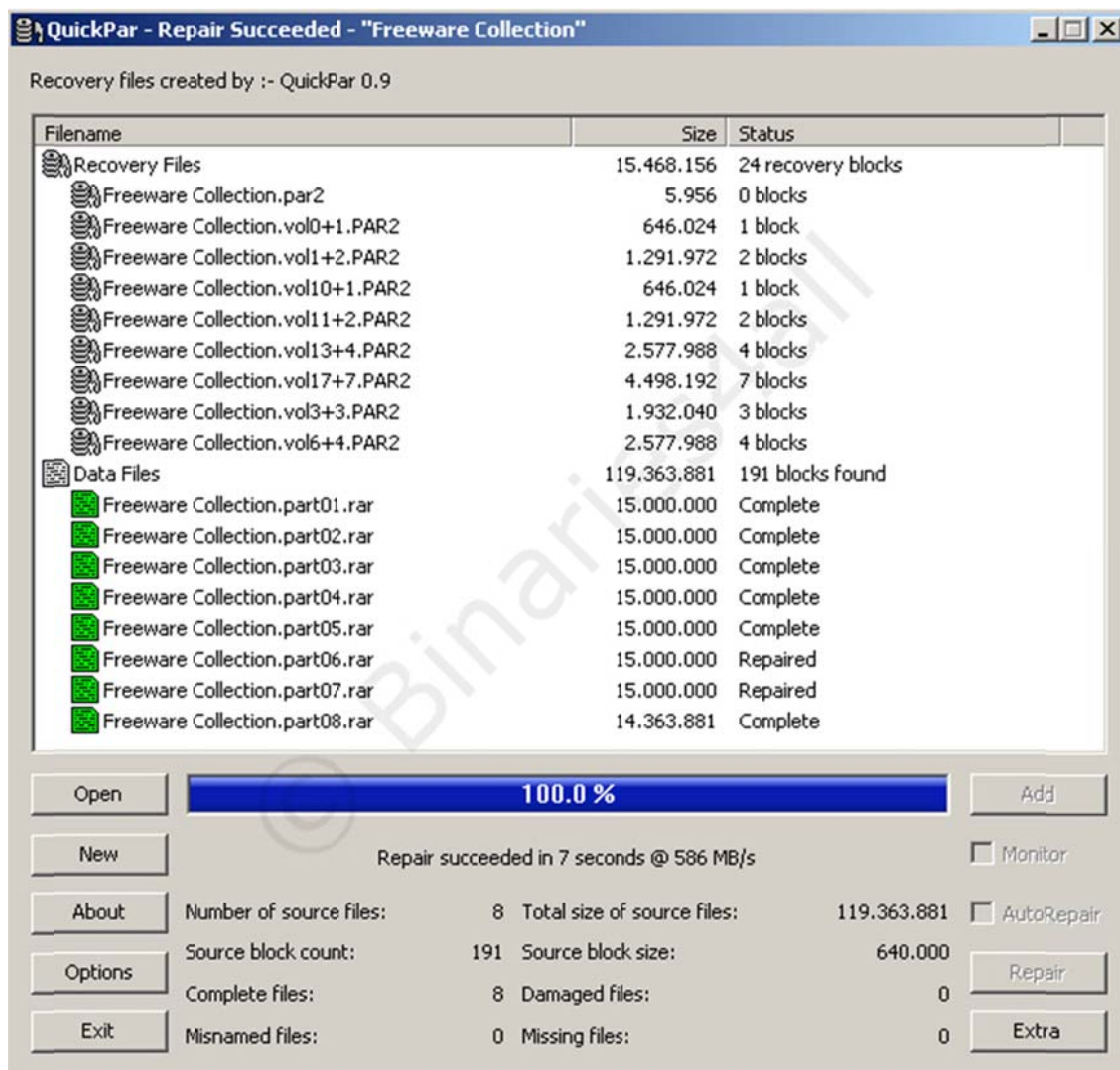 QuickPar - Repair Succeeded - "Freeware Collection"
Recovery files created by :- QuickPar 0.9
Filename Size Status
Recovery Files 15.468.156 24 recovery blocks
Freeware Collection.par2 5.956 0 blocks
Freeware Collection.vol0+1.PAR2 646.024 1 block
Freeware Collection.vol1+2.PAR2 1.291.972 2 blocks
Freeware Collection.vol10+1.PAR2 646.024 1 block
Freeware Collection.vol11+2.PAR2 1.291.972 2 blocks
Freeware Collection.vol13+4.PAR2 2.577.988 4 blocks
Freeware Collection.vol17+7.PAR2 4.498.192 7 blocks
Freeware Collection.vol3+3.PAR2 1.932.040 3 blocks
Freeware Collection.vol6+4.PAR2 2.577.988 4 blocks
Data Files 119.363.881 191 blocks found
Freeware Collection.part01.rar 15.000.000 Complete
Freeware Collection.part02.rar 15.000.000 Complete
Freeware Collection.part03.rar 15.000.000 Complete
Freeware Collection.part04.rar 15.000.000 Complete
Freeware Collection.part05.rar 15.000.000 Complete
Freeware Collection.part06.rar 15.000.000 Repaired
Freeware Collection.part07.rar 15.000.000 Repaired
Freeware Collection.part08.rar 14.363.881 Complete
© Binaries4all
Open 100.0 % Add
New Repair succeeded in 7 seconds @ 586 MB/s Monitor
About Number of source files: 8 Total size of source files: 119.363.881 AutoRepair
Source block count: 191 Source block size: 640.000
Options Repair
Complete files: 8 Damaged files: 0
Exit Misnamed files: 0 Missing files: 0 Extra